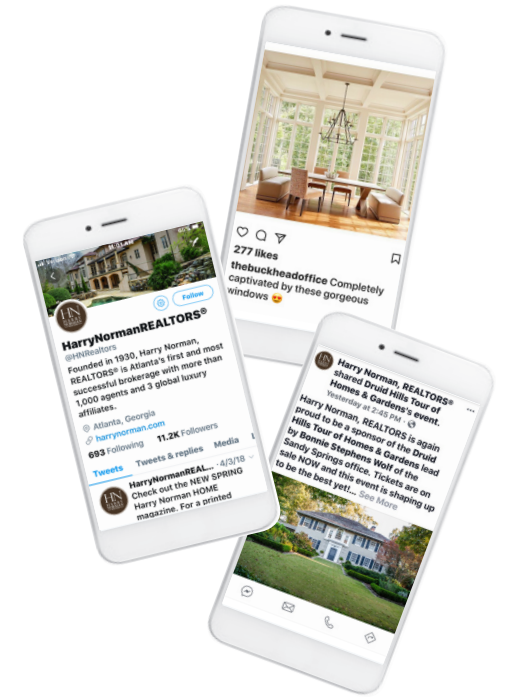 277 likes
thebuckheadoffice Completely
captivated by these gorgeous
windows 😍
60%
HN
Follow
HarryNormanREALTORS®
@HNRealtors
Founded in 1930, Harry Norman,
REALTORS® is Atlanta's first and most
successful brokerage with more than
1,000 agents and 3 global luxury
affiliates.
Atlanta, Georgia
harrynorman.com
693 Following 11.2K Followers
Tweets Tweets & replies Media
HN
HarryNormanREAL... · 4/3/18
Check out the NEW SPRING
Harry Norman HOME
magazine. For a printed
HN
Harry Norman, REALTORS®
shared Druid Hills Tour of
Homes & Gardens's event.
Yesterday at 2:45 PM ·
Harry Norman, REALTORS is again
proud to be a sponsor of the Druid
Hills Tour of Homes & Gardens lead
by Bonnie Stephens Wolf of the
Sandy Springs office. Tickets are on
sale NOW and this event is shaping up
to be the best yet!... See More